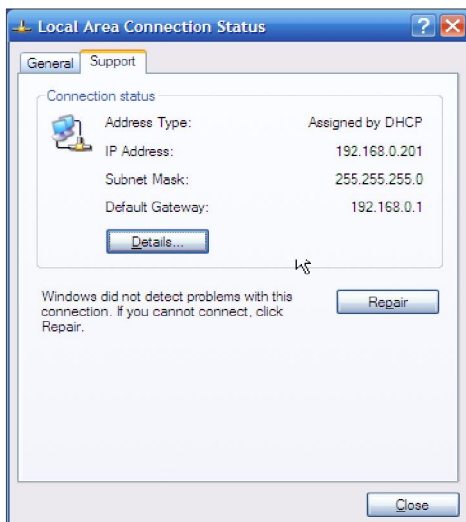 Local Area Connection Status
General Support
Connection status
Address Type: Assigned by DHCP
IP Address: 192.168.0.201
Subnet Mask: 255.255.255.0
Default Gateway: 192.168.0.1
Details...
Windows did not detect problems with this
connection. If you cannot connect, click
Repair.
Repair
Close